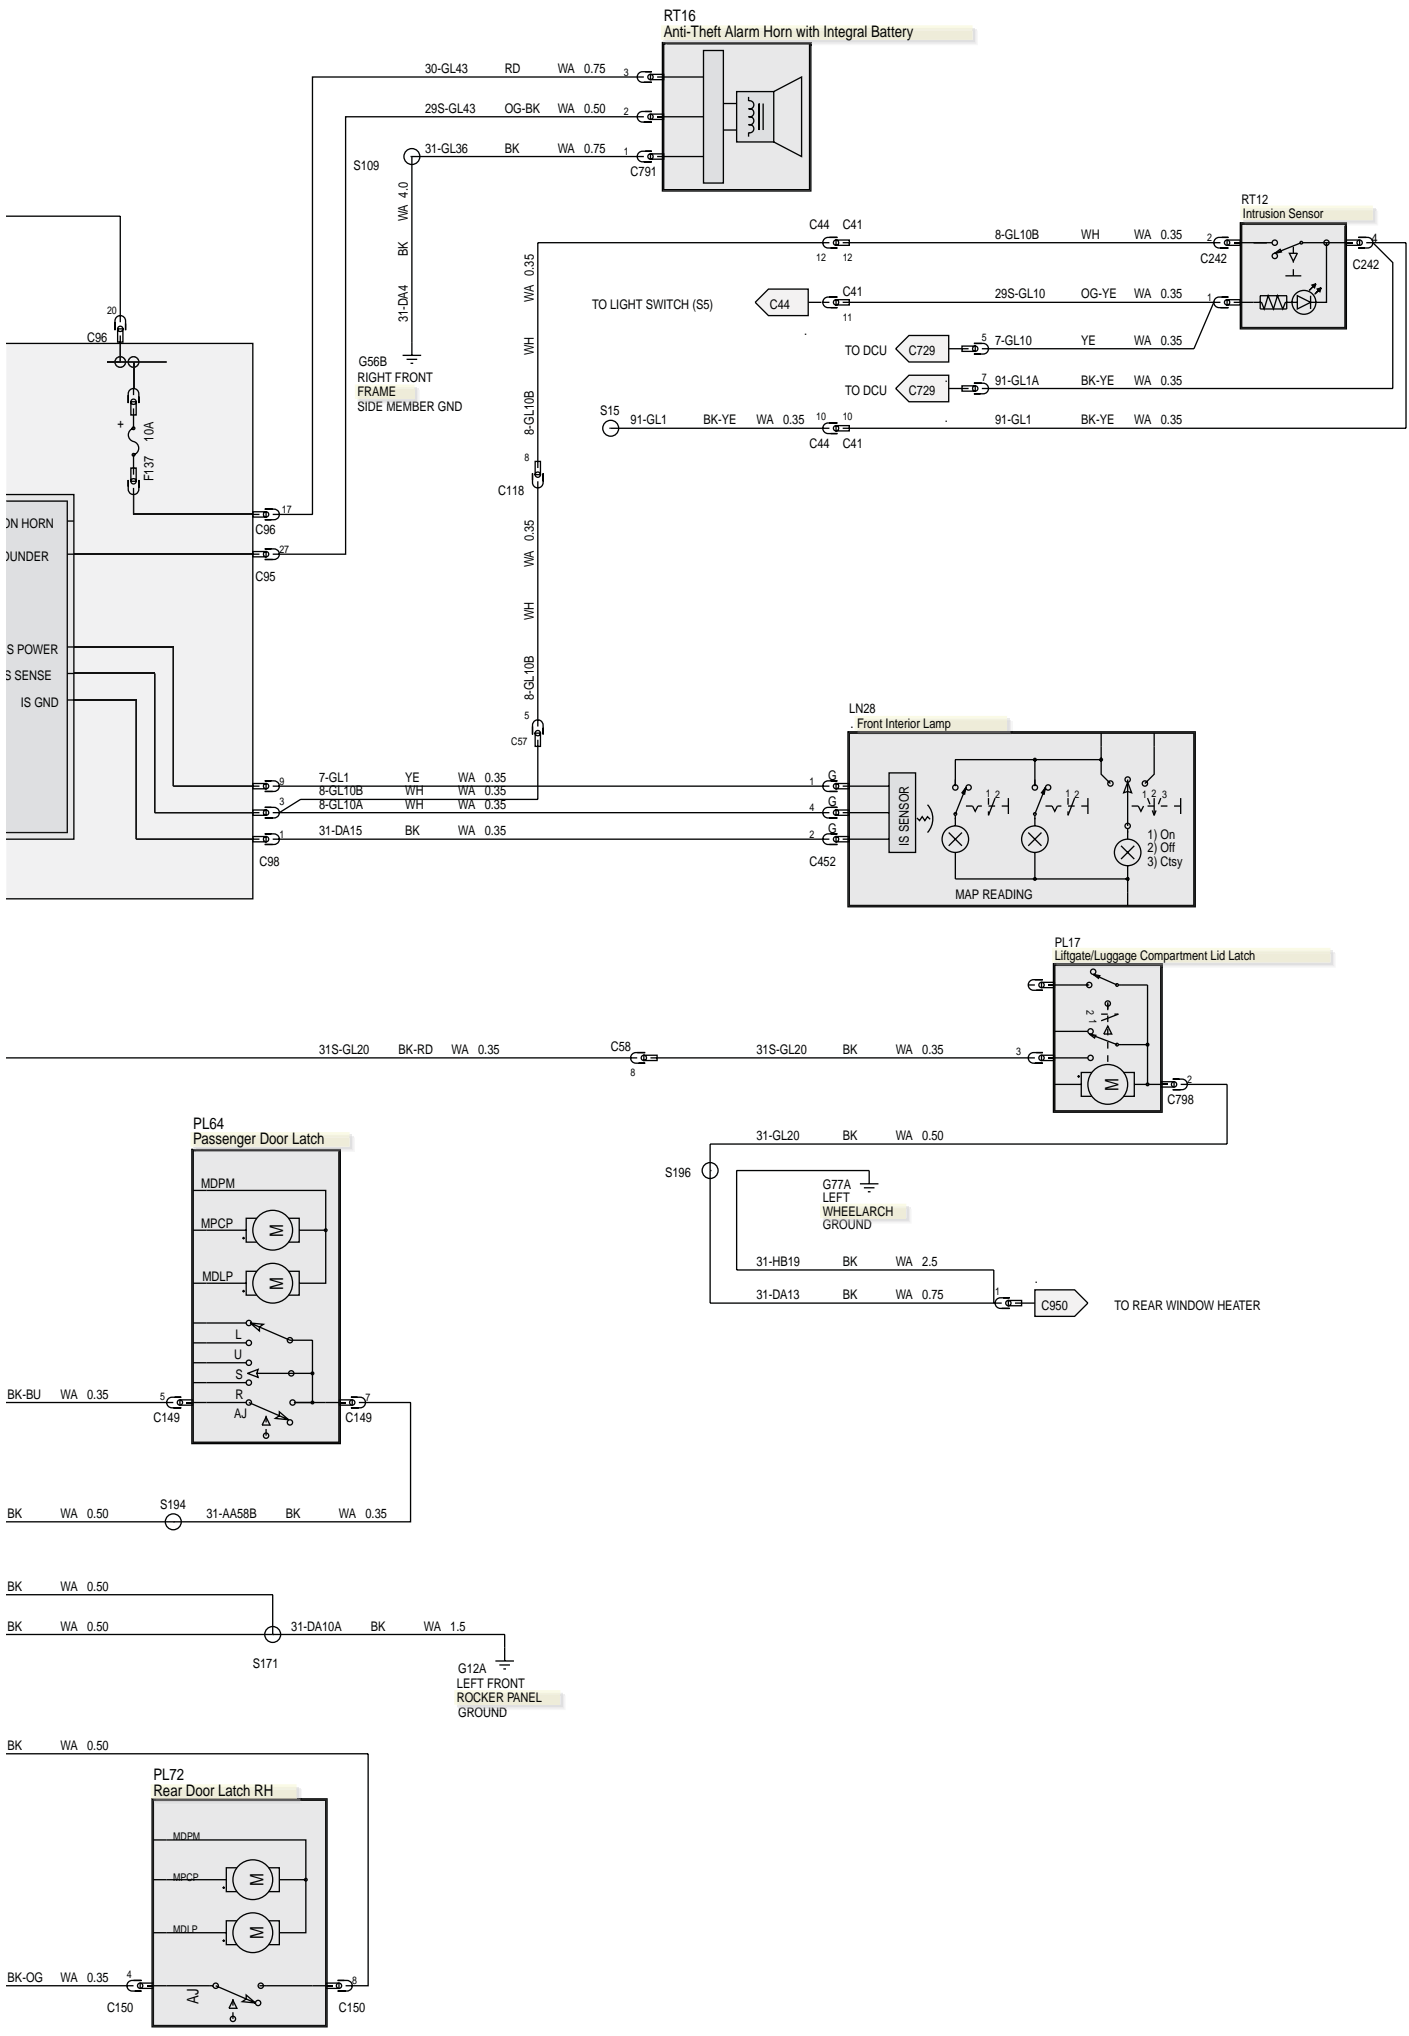 RT16
Anti-Theft Alarm Horn with Integral Battery
30-GL43 RD WA 0.75 3
29S-GL43 OG-BK WA 0.50 2
S109 31-GL36 BK WA 0.75 1
C791
31-DA4 BK WA 4.0
G56B
RIGHT FRONT
FRAME
SIDE MEMBER GND
RT12
Intrusion Sensor
C44 C41
12 12
8-GL10B WH WA 0.35 2
C242
4
C242
TO LIGHT SWITCH (S5) C44
C41
11
29S-GL10 OG-YE WA 0.35 1
TO DCU C729 5 7-GL10 YE WA 0.35
TO DCU C729 7 91-GL1A BK-YE WA 0.35
S15 91-GL1 BK-YE WA 0.35 10 10 91-GL1 BK-YE WA 0.35
C44 C41
8-GL10B WH WA 0.35
8
C118
8-GL10B WH WA 0.35
5
C57
20
C96
+
F137 10A
17
C96
27
C95
ON HORN
OUNDER
S POWER
S SENSE
IS GND
9 7-GL1 YE WA 0.35 1 G
8-GL10B WH WA 0.35
3 8-GL10A WH WA 0.35 4 G
1 31-DA15 BK WA 0.35 2 G
C98
C452
LN28
. Front Interior Lamp
IS SENSOR
1 2
1 2
1 2 3
1) On
2) Off
3) Ctsy
MAP READING
PL17
Liftgate/Luggage Compartment Lid Latch
2 1
M
31S-GL20 BK-RD WA 0.35
C58
8
31S-GL20 BK WA 0.35 3
2
C798
31-GL20 BK WA 0.50
S196
G77A
LEFT
WHEELARCH
GROUND
31-HB19 BK WA 2.5
31-DA13 BK WA 0.75
1
C950
TO REAR WINDOW HEATER
PL64
Passenger Door Latch
MDPM
MPCP M
MDLP M
L
U
S
R
AJ
BK-BU WA 0.35 5
C149
7
C149
BK WA 0.50
S194
31-AA58B BK WA 0.35
BK WA 0.50
BK WA 0.50
31-DA10A BK WA 1.5
S171
G12A
LEFT FRONT
ROCKER PANEL
GROUND
BK WA 0.50
PL72
Rear Door Latch RH
MDPM
MPCP M
MDLP M
AJ
BK-OG WA 0.35 4
C150
8
C150